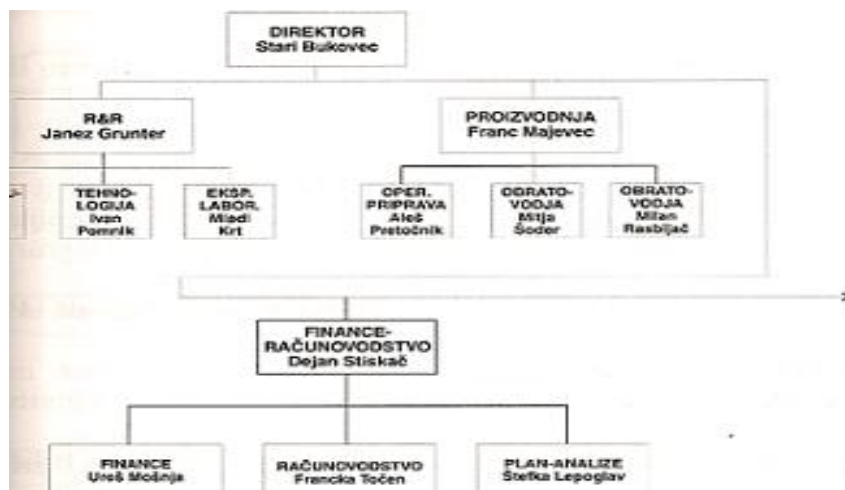 DIREKTOR
Stari Bukovec
R&R
Janez Grunter
PROIZVODNJA
Franc Majevec
TEHNO-
LOGIJA
Ivan
Pomnik
EKSP.
LABOR.
Mladi
Krt
OPER.
PRIPRAVA
Aleš
Pretočnik
OBRATO-
VODJA
Mitja
Šoder
OBRATO-
VODJA
Milan
Rasbijač
FINANCE-
RAČUNOVODSTVO
Dejan Stiskač
FINANCE
Uroš Mošnja
RAČUNOVODSTVO
Francka Točen
PLAN-ANALIZE
Štefka Lepoglav